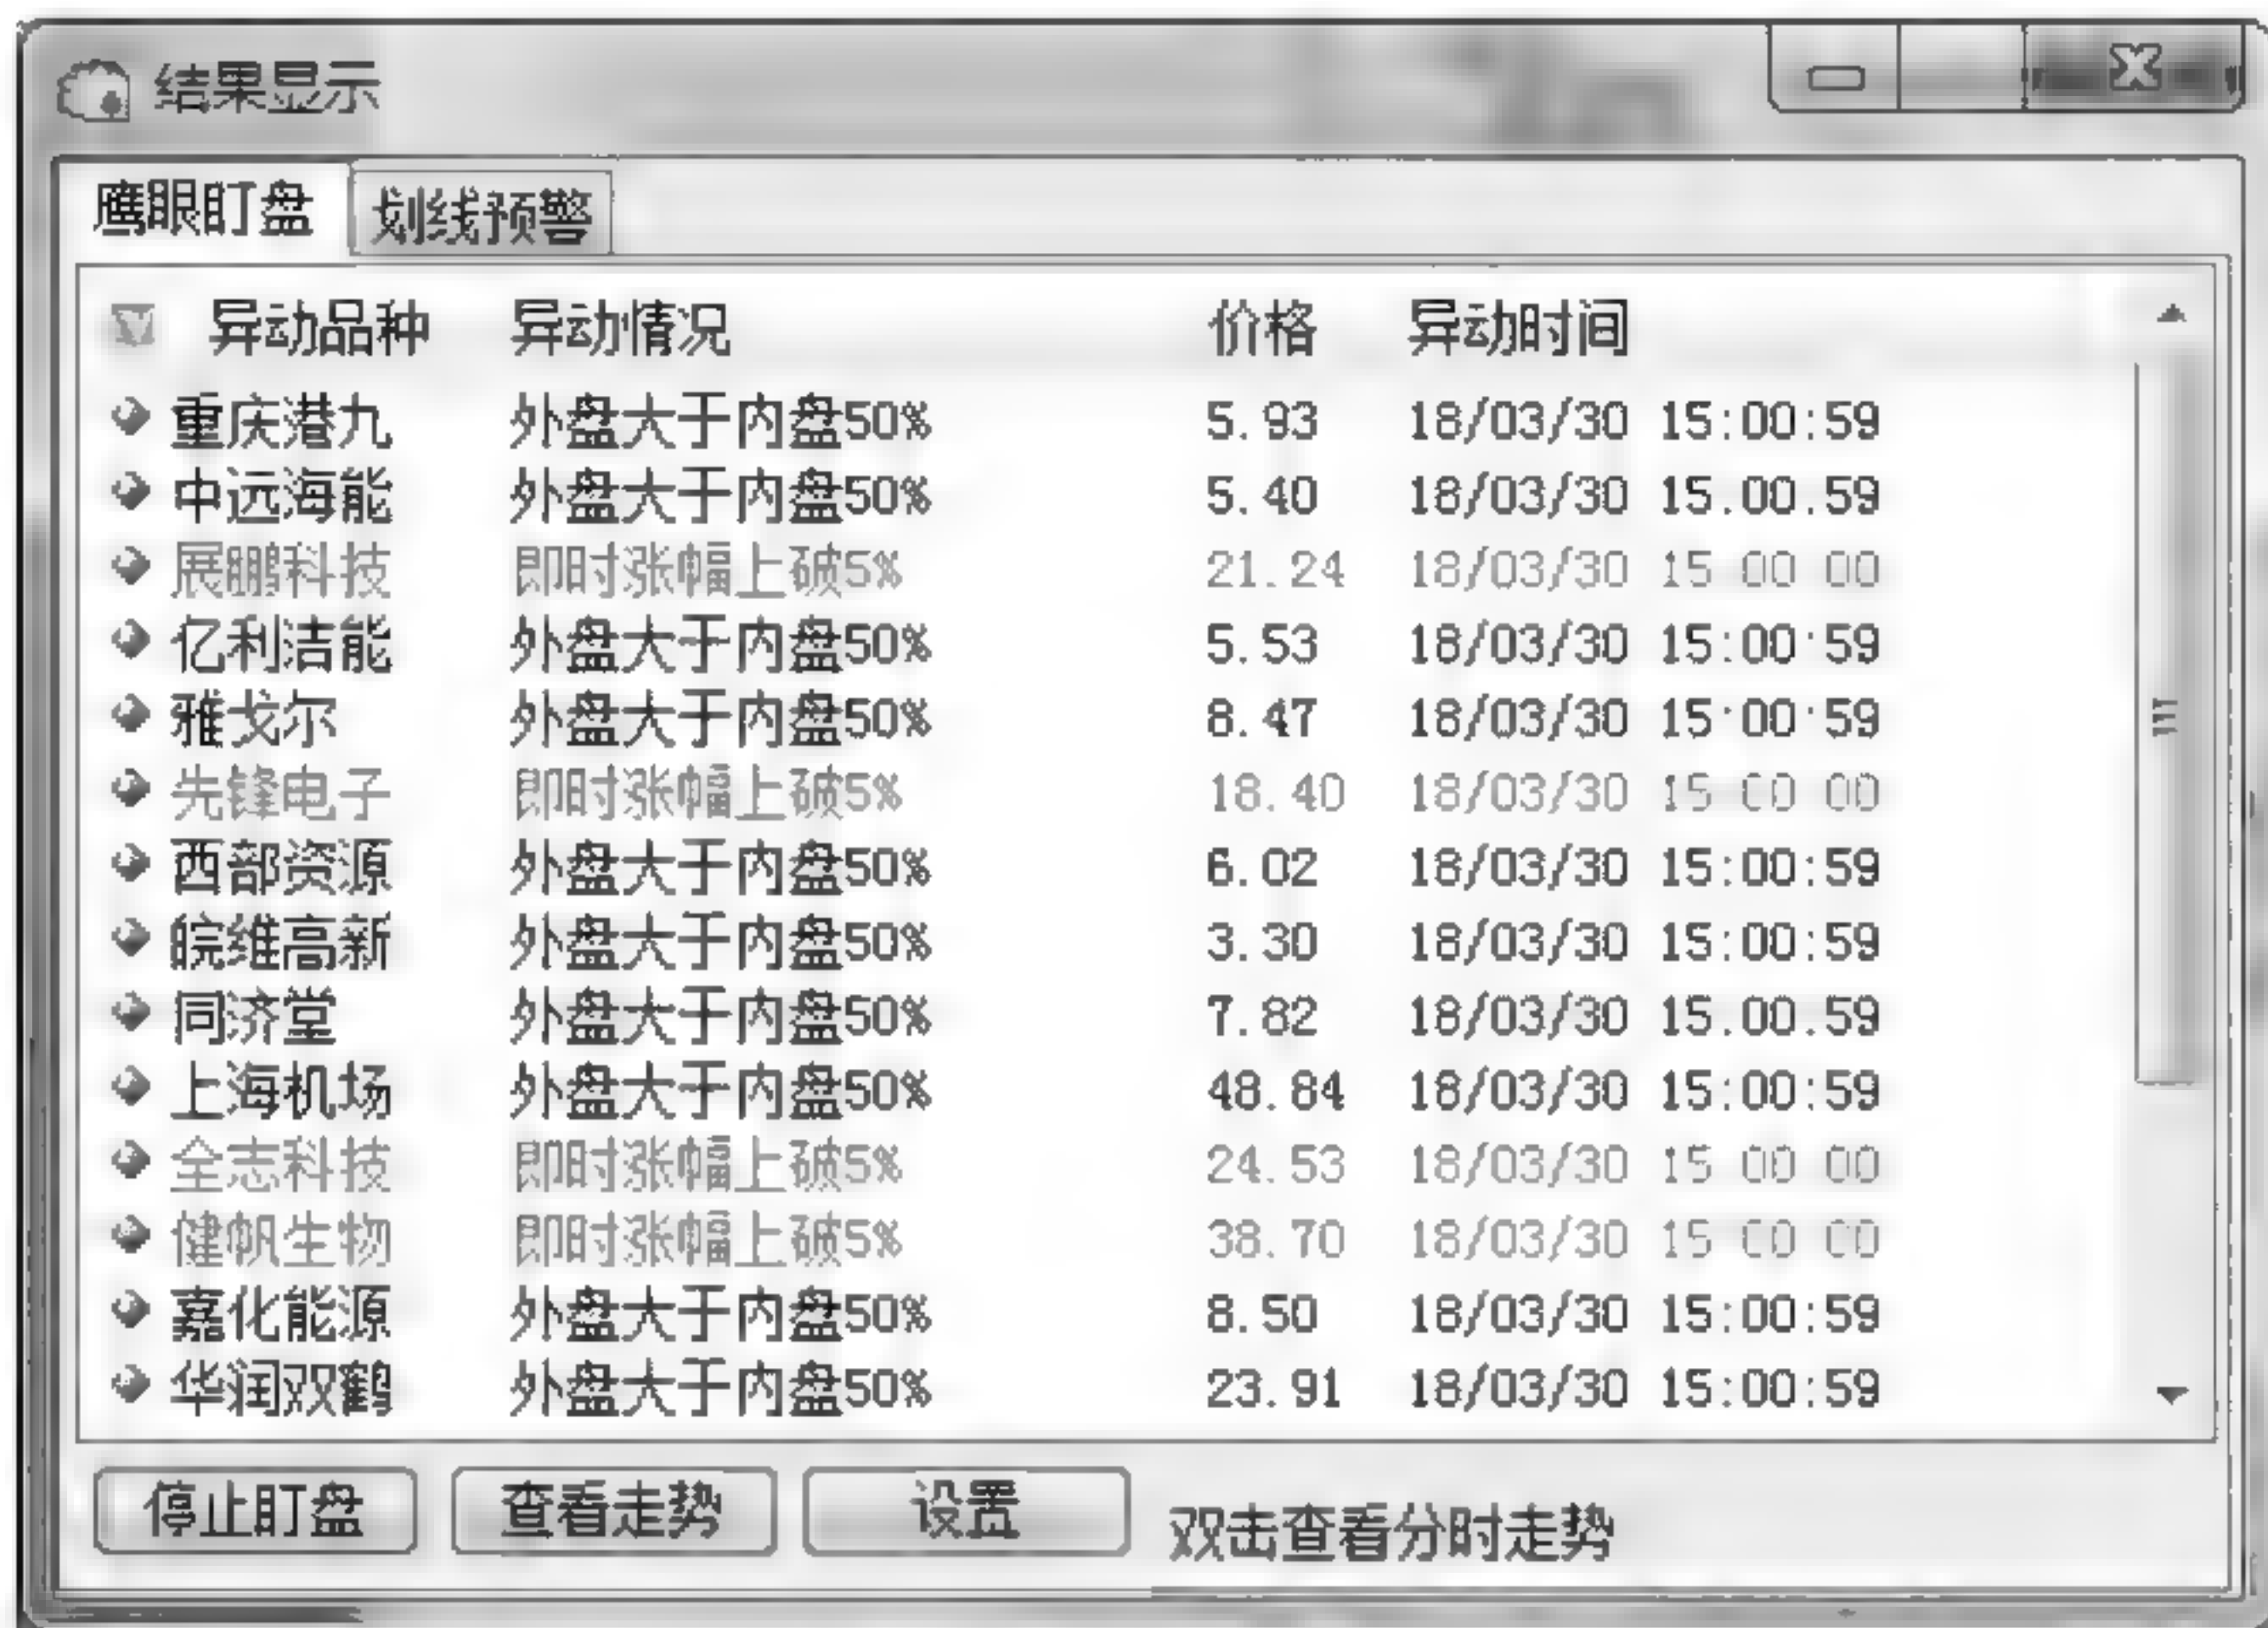 结果显示
鹰眼盯盘 划线预警
异动品种 异动情况 价格 异动时间
重庆港九 外盘大于内盘50% 5.93 18/03/30 15:00:59
中远海能 外盘大于内盘50% 5.40 18/03/30 15:00:59
展鹏科技 即时涨幅上破5% 21.24 18/03/30 15:00:00
亿利洁能 外盘大于内盘50% 5.53 18/03/30 15:00:59
雅戈尔 外盘大于内盘50% 8.47 18/03/30 15:00:59
先锋电子 即时涨幅上破5% 18.40 18/03/30 15:00:00
西部资源 外盘大于内盘50% 6.02 18/03/30 15:00:59
皖维高新 外盘大于内盘50% 3.30 18/03/30 15:00:59
同济堂 外盘大于内盘50% 7.82 18/03/30 15:00:59
上海机场 外盘大于内盘50% 48.84 18/03/30 15:00:59
全志科技 即时涨幅上破5% 24.53 18/03/30 15:00:00
健帆生物 即时涨幅上破5% 38.70 18/03/30 15:00:00
嘉化能源 外盘大于内盘50% 8.50 18/03/30 15:00:59
华润双鹤 外盘大于内盘50% 23.91 18/03/30 15:00:59
停止盯盘 查看走势 设置 双击查看分时走势